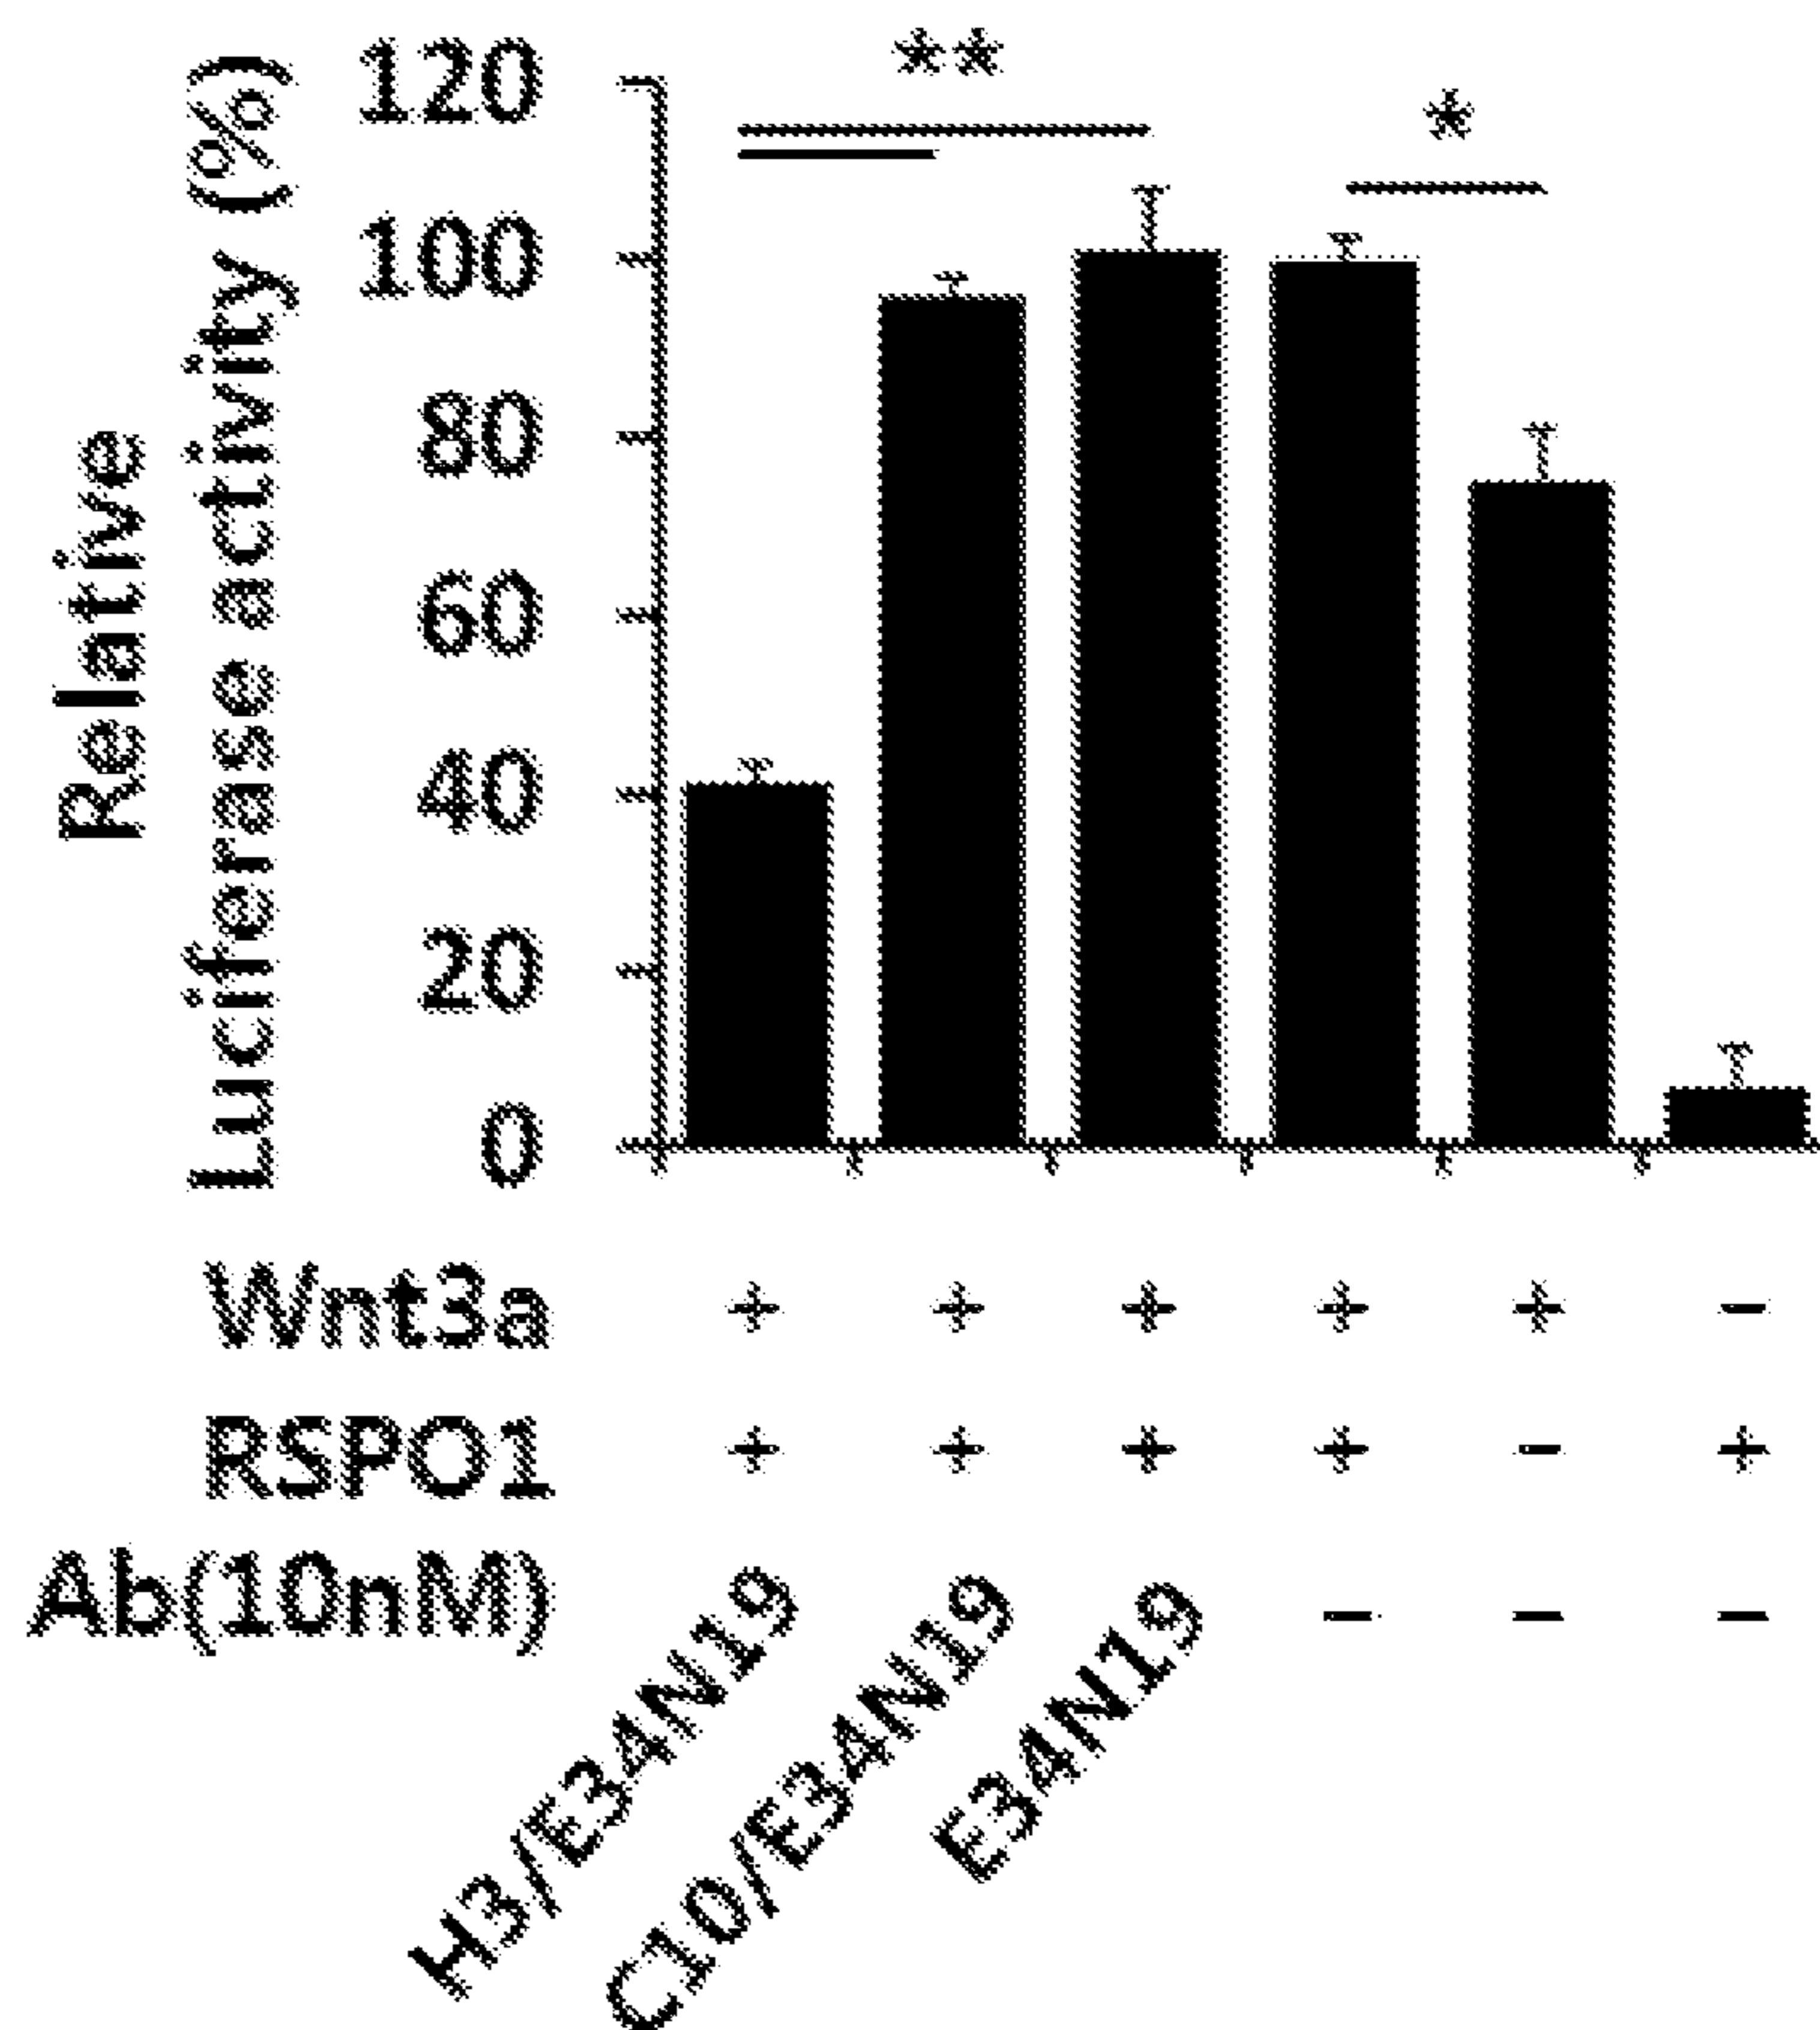 Relative
Luciferase activity (%)
120
100
80
60
40
20
0
**
*
Wnt3a + + + + + −
RSPO1 + + + + − +
Ab(10nM) H3/E34N19 C10/E34N19 E34N19 − − −